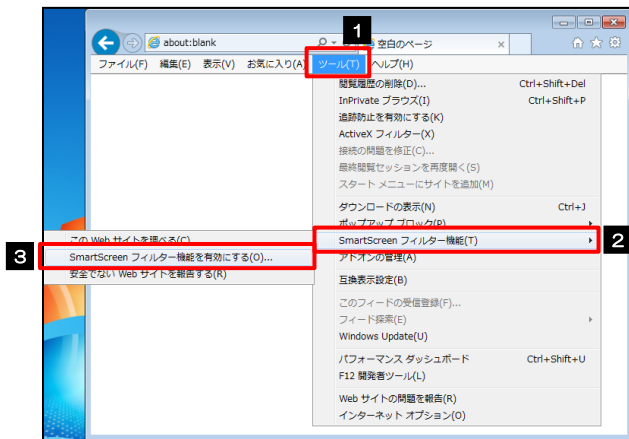 1
about:blank
空白のページ
ファイル(F) 編集(E) 表示(V) お気に入り(A) ツール(T) ヘルプ(H)
閲覧履歴の削除(D)... Ctrl+Shift+Del
InPrivate ブラウズ(I) Ctrl+Shift+P
追跡防止を有効にする(K)
ActiveX フィルター(X)
接続の問題を修正(C)...
最終閲覧セッションを再度開く(S)
スタート メニューにサイトを追加(M)
ダウンロードの表示(N) Ctrl+J
ポップアップ ブロック(P)
この Web サイトを調べる(C)
SmartScreen フィルター機能(T)
2
3
SmartScreen フィルター機能を有効にする(O)...
アドオンの管理(A)
安全でない Web サイトを報告する(R)
互換表示設定(B)
このフィードの受信登録(F)...
フィード探索(E)
Windows Update(U)
パフォーマンス ダッシュボード Ctrl+Shift+U
F12 開発者ツール(L)
Web サイトの問題を報告(R)
インターネット オプション(O)